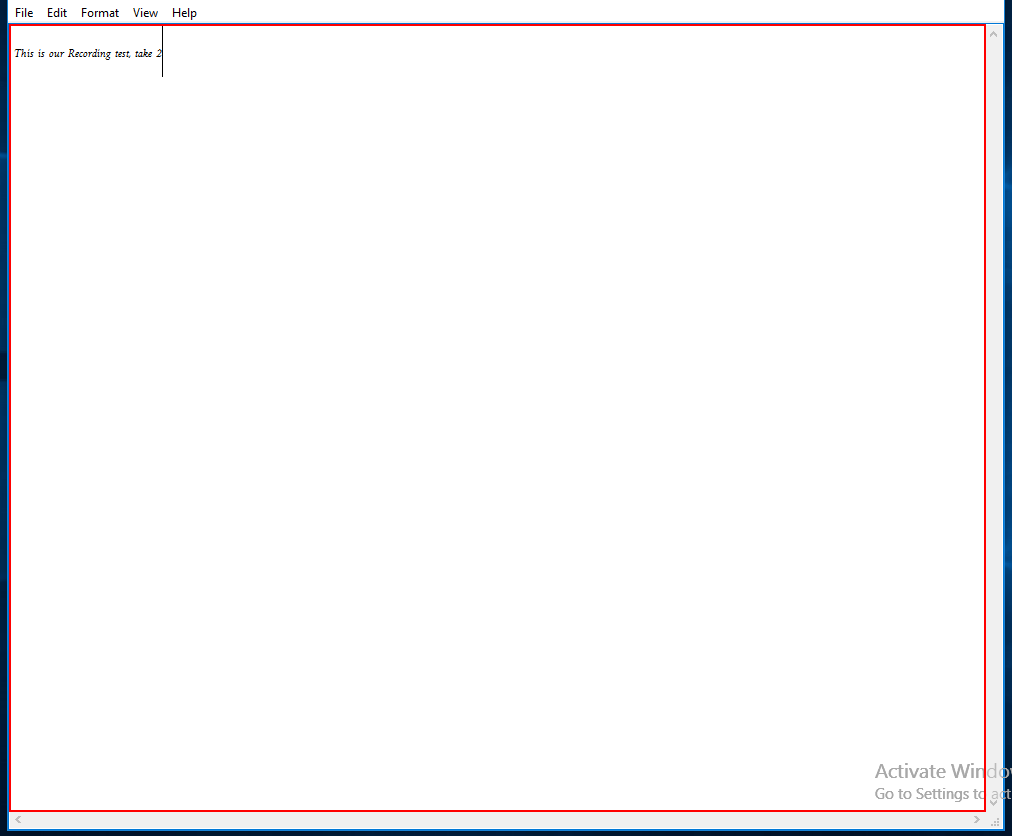 File Edit Format View Help
This is our Recording test, take 2
Activate Windo
Go to Settings to act